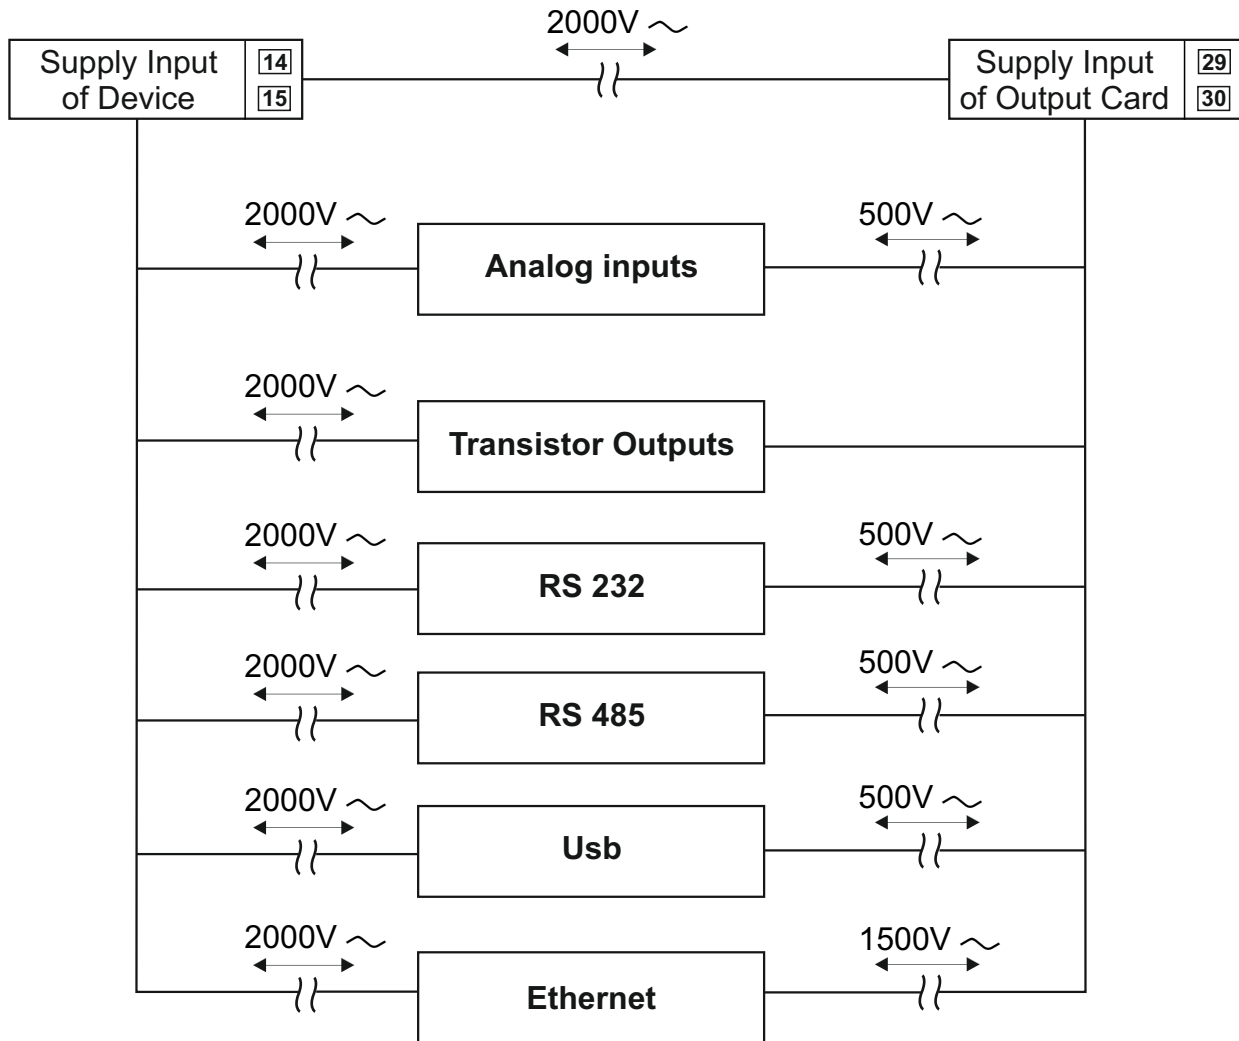 2000V ~
Supply Input
of Device
14
15
Supply Input
of Output Card
29
30
2000V ~
Analog inputs
500V ~
2000V ~
Transistor Outputs
2000V ~
RS 232
500V ~
2000V ~
RS 485
500V ~
2000V ~
Usb
500V ~
2000V ~
Ethernet
1500V ~